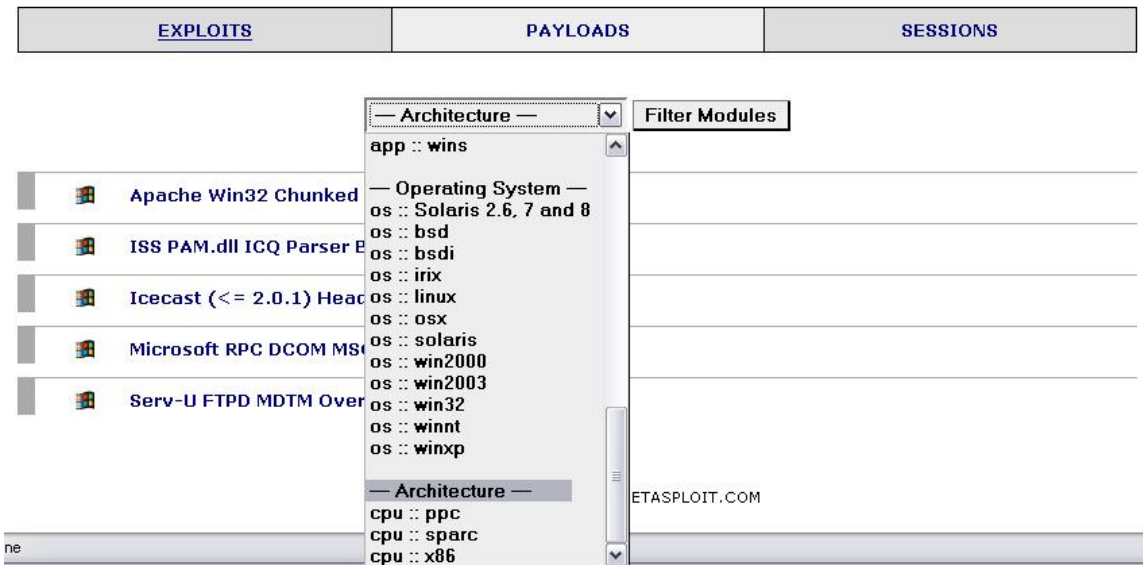 EXPLOITS PAYLOADS SESSIONS
— Architecture — Filter Modules
app :: wins
— Operating System —
os :: Solaris 2.6, 7 and 8
os :: bsd
os :: bsdi
os :: irix
os :: linux
os :: osx
os :: solaris
os :: win2000
os :: win2003
os :: win32
os :: winnt
os :: winxp
— Architecture —
cpu :: ppc
cpu :: sparc
cpu :: x86
Apache Win32 Chunked
ISS PAM.dll ICQ Parser B
Icecast (<= 2.0.1) Head
Microsoft RPC DCOM MS
Serv-U FTPD MDTM Over
ETASPLOIT.COM
ne